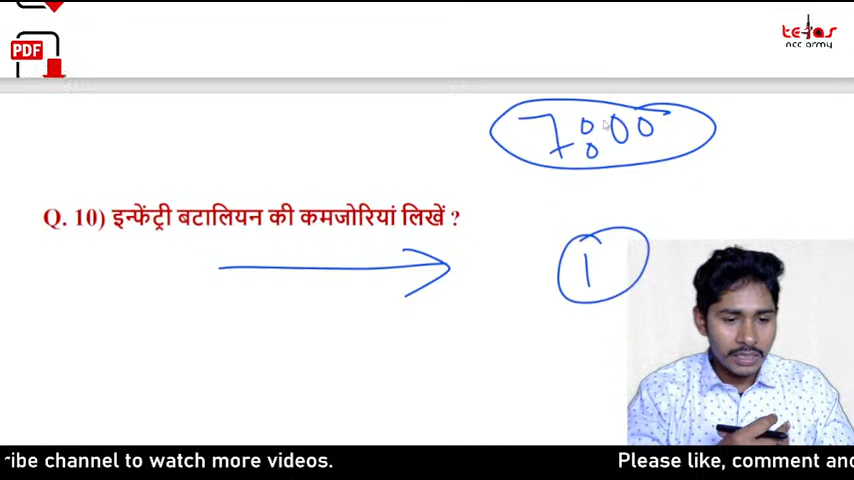 PDF
tejas
ncc army
7000
Q. 10) इन्फेंट्री बटालियन की कमजोरियां लिखें ?
1
ribe channel to watch more videos.
Please like, comment and